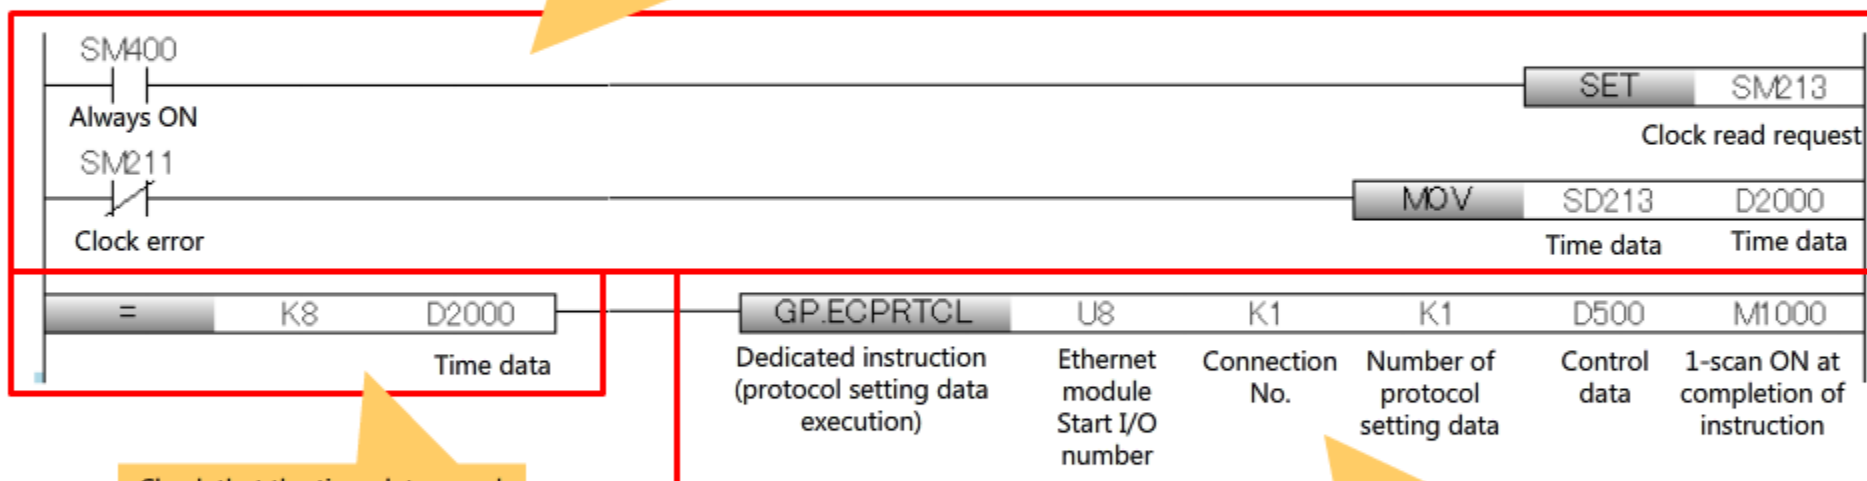 SM400
SET SM213
Always ON
Clock read request
SM211
MOV SD213 D2000
Clock error
Time data Time data
= K8 D2000
GP.ECPRTCL U8 K1 K1 D500 M1000
Time data
Dedicated instruction
(protocol setting data
execution)
Ethernet
module
Start I/O
number
Connection
No.
Number of
protocol
setting data
Control
data
1-scan ON at
completion of
instruction